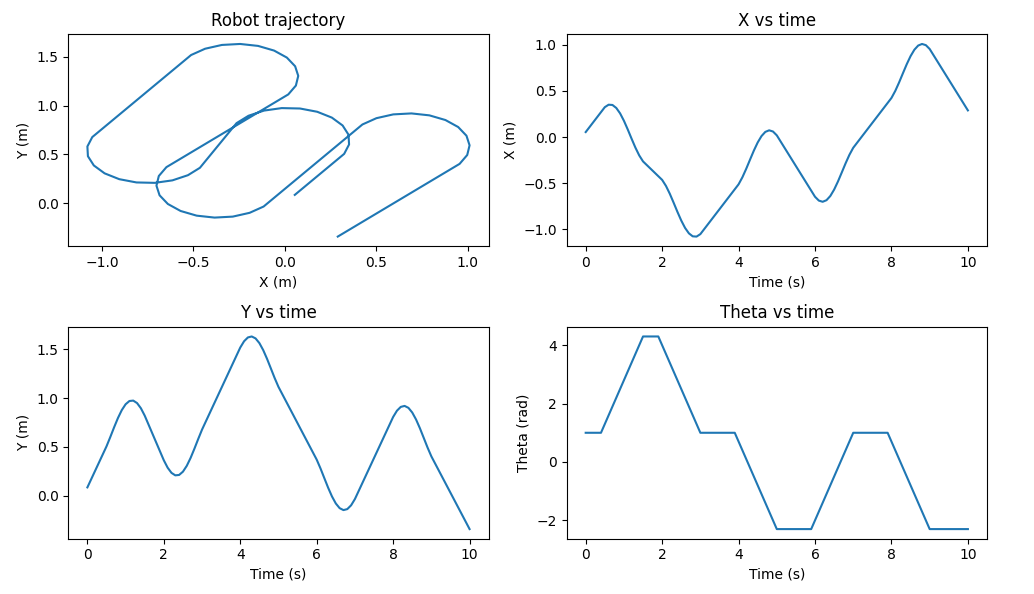 Robot trajectory
1.5
1.0
0.5
0.0
Y (m)
−1.0 −0.5 0.0 0.5 1.0
X (m)
X vs time
1.0
0.5
0.0
−0.5
−1.0
X (m)
0 2 4 6 8 10
Time (s)
Y vs time
1.5
1.0
0.5
0.0
Y (m)
0 2 4 6 8 10
Time (s)
Theta vs time
4
2
0
−2
Theta (rad)
0 2 4 6 8 10
Time (s)